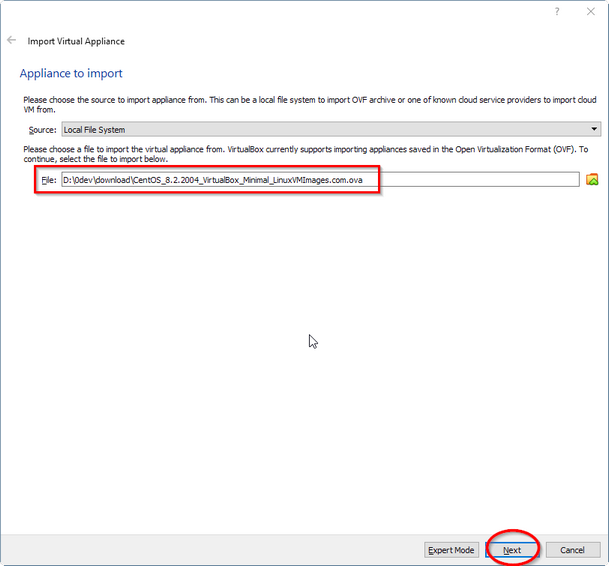 ?
Import Virtual Appliance
Appliance to import
Please choose the source to import appliance from. This can be a local file system to import OVF archive or one of known cloud service providers to import cloud
VM from.
Source: Local File System
Please choose a file to import the virtual appliance from. VirtualBox currently supports importing appliances saved in the Open Virtualization Format (OVF). To
continue, select the file to import below.
File: D:\0dev\download\CentOS_8.2.2004_VirtualBox_Minimal_LinuxVMImages.com.ova
Expert Mode Next Cancel